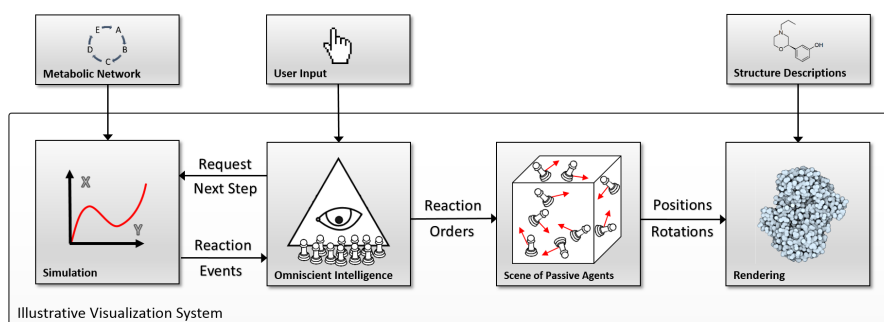 E A
D B
C
Metabolic Network
User Input
N
O
OH
Structure Descriptions
Request
Next Step
Reaction
Events
X
Y
Simulation
Omniscient Intelligence
Reaction
Orders
Scene of Passive Agents
Positions
Rotations
Rendering
Illustrative Visualization System